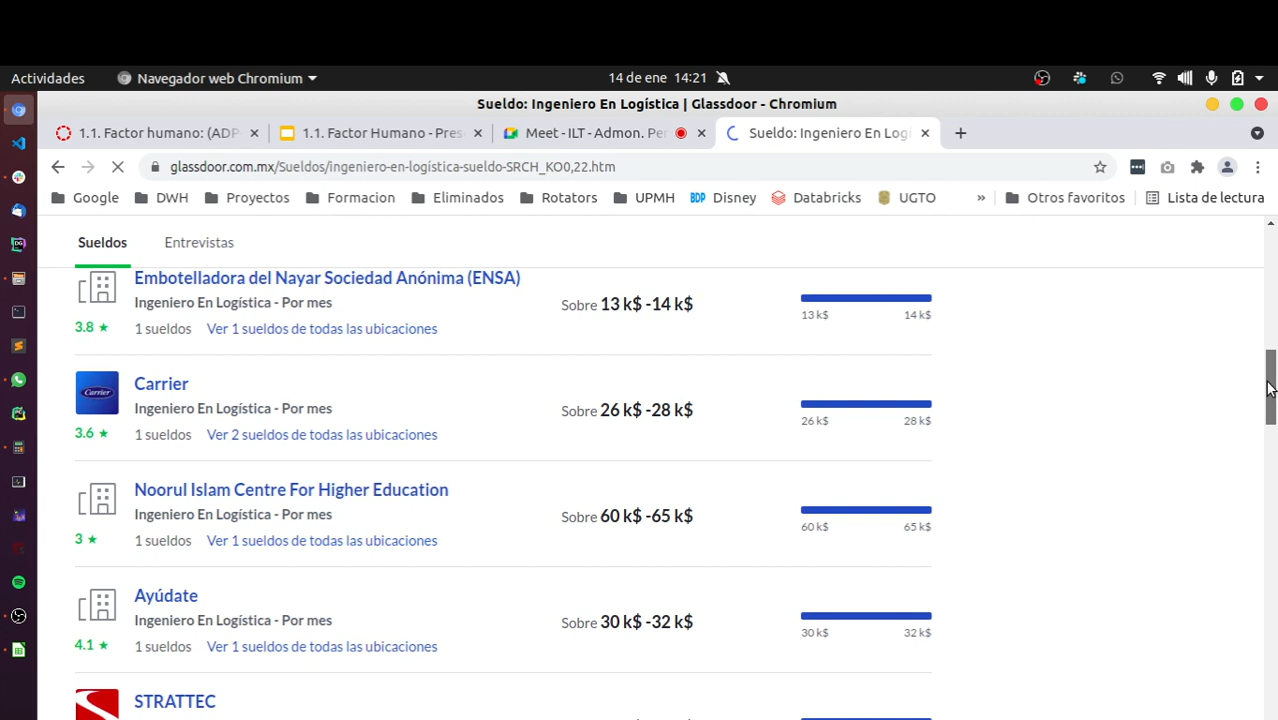 Actividades
Navegador web Chromium
14 de ene 14:21
Sueldo: Ingeniero En Logística | Glassdoor - Chromium
1.1. Factor humano: (ADP
1.1. Factor Humano - Pres
Meet - ILT - Admon. Per
Sueldo: Ingeniero En Logí
glassdoor.com.mx/Sueldos/ingeniero-en-logística-sueldo-SRCH_KO0,22.htm
Google
DWH
Proyectos
Formacion
Eliminados
Rotators
UPMH
BDP Disney
Databricks
UGTO
»
Otros favoritos
Lista de lectura
Sueldos
Entrevistas
Embotelladora del Nayar Sociedad Anónima (ENSA)
Ingeniero En Logística - Por mes
Sobre 13 k$ -14 k$
13 k$ 14 k$
3.8 ★ 1 sueldos Ver 1 sueldos de todas las ubicaciones
Carrier
Carrier
Ingeniero En Logística - Por mes
Sobre 26 k$ -28 k$
26 k$ 28 k$
3.6 ★ 1 sueldos Ver 2 sueldos de todas las ubicaciones
Noorul Islam Centre For Higher Education
Ingeniero En Logística - Por mes
Sobre 60 k$ -65 k$
60 k$ 65 k$
3 ★ 1 sueldos Ver 1 sueldos de todas las ubicaciones
Ayúdate
Ingeniero En Logística - Por mes
Sobre 30 k$ -32 k$
30 k$ 32 k$
4.1 ★ 1 sueldos Ver 1 sueldos de todas las ubicaciones
STRATTEC